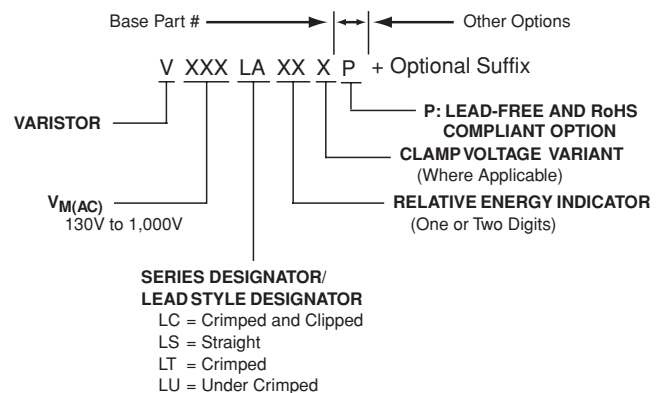 Base Part #
Other Options
V XXX LA XX X P + Optional Suffix
P: LEAD-FREE AND RoHS
COMPLIANT OPTION
VARISTOR
CLAMP VOLTAGE VARIANT
(Where Applicable)
VM(AC)
130V to 1,000V
RELATIVE ENERGY INDICATOR
(One or Two Digits)
SERIES DESIGNATOR/
LEAD STYLE DESIGNATOR
LC = Crimped and Clipped
LS = Straight
LT = Crimped
LU = Under Crimped